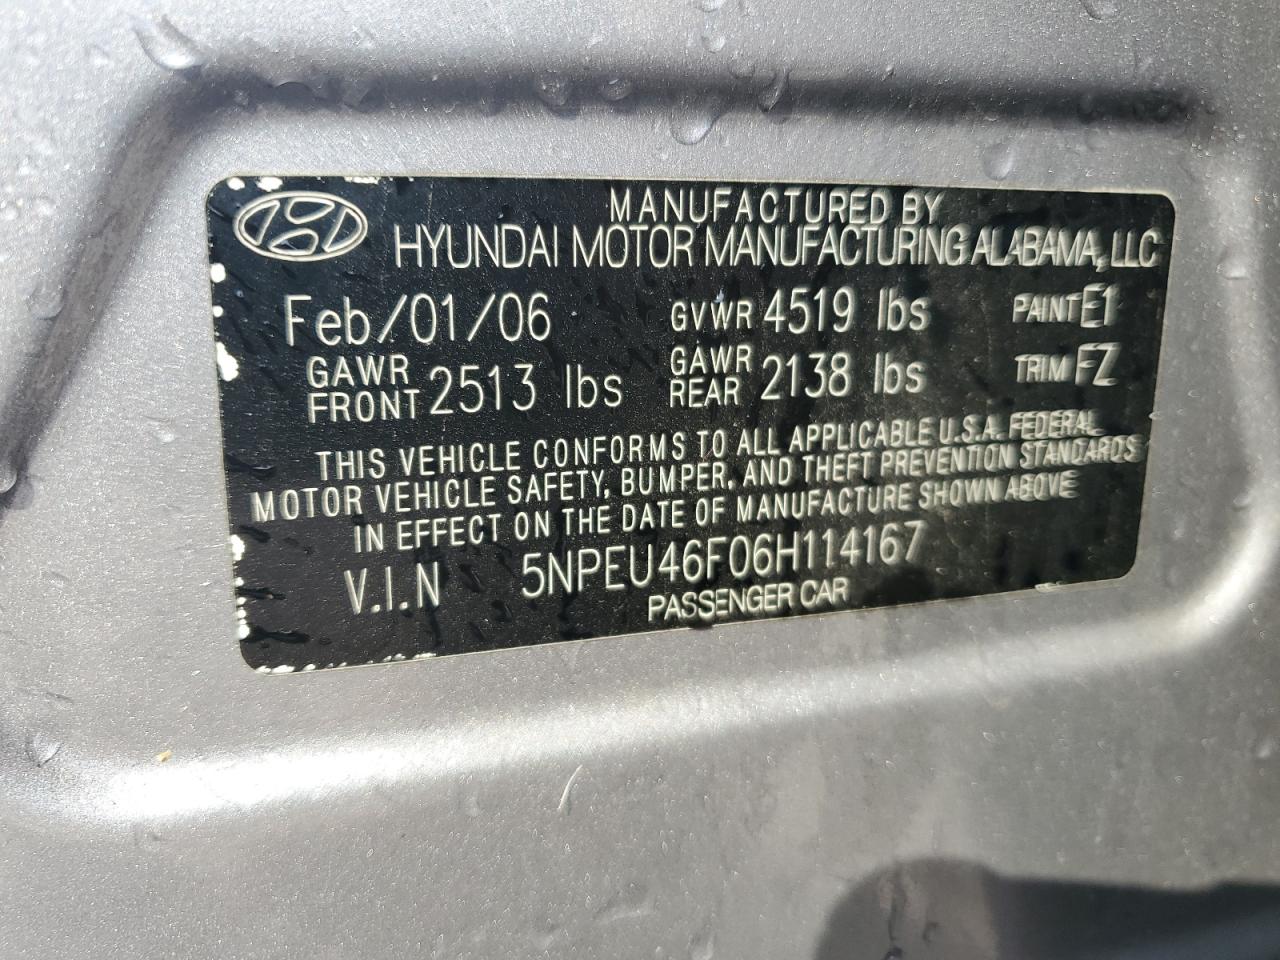 MANUFACTURED BY
HYUNDAI MOTOR MANUFACTURING ALABAMA, LLC
Feb/01/06 GVWR 4519 lbs PAINT E1
GAWR FRONT 2513 lbs GAWR REAR 2138 lbs TRIM FZ
THIS VEHICLE CONFORMS TO ALL APPLICABLE U.S.A. FEDERAL
MOTOR VEHICLE SAFETY, BUMPER, AND THEFT PREVENTION STANDARDS
IN EFFECT ON THE DATE OF MANUFACTURE SHOWN ABOVE
V.I.N 5NPEU46F06H114167
PASSENGER CAR